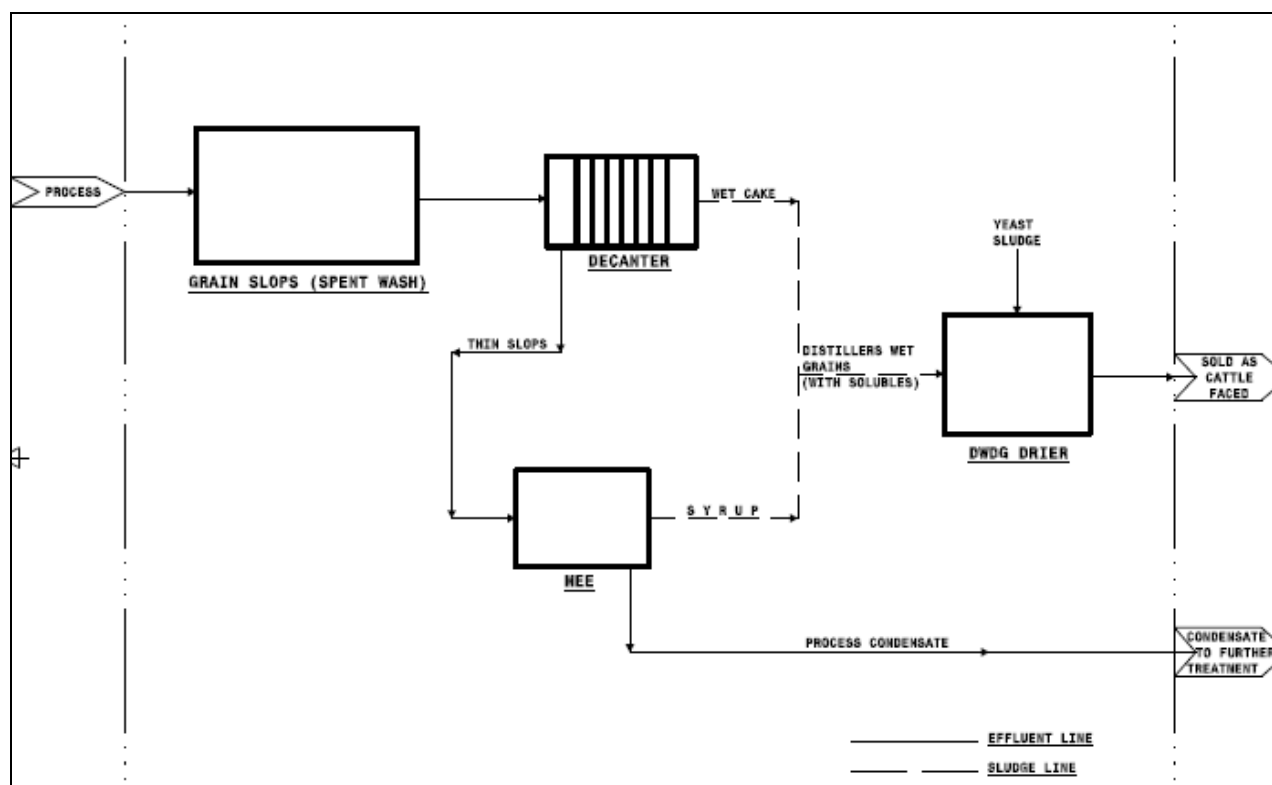 PROCESS
GRAIN SLOPS (SPENT WASH)
DECANTER
WET CAKE
THIN SLOPS
YEAST
SLUDGE
DISTILLERS WET
GRAINS
(WITH SOLUBLES)
DWDG DRIER
SOLD AS
CATTLE
FACED
SYRUP
MEE
PROCESS CONDENSATE
CONDENSATE
TO FURTHER
TREATMENT
EFFLUENT LINE
SLUDGE LINE